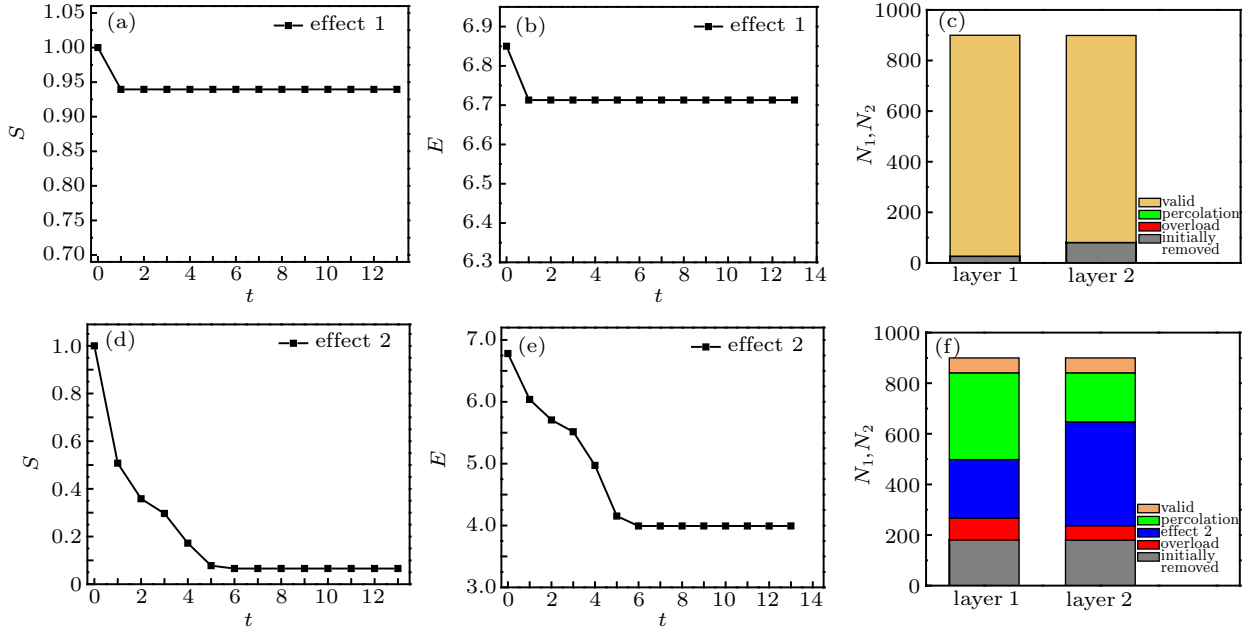 (a)
effect 1
1.05
1.00
0.95
0.90
0.85
0.80
0.75
0.70
S
0 2 4 6 8 10 12
t
(b)
effect 1
6.9
6.8
6.7
6.6
6.5
6.4
6.3
E
0 2 4 6 8 10 12 14
t
(c)
1000
800
600
400
200
0
N1,N2
valid
percolation
overload
initially
removed
layer 1 layer 2
(d)
effect 2
1.0
0.8
0.6
0.4
0.2
0
S
0 2 4 6 8 10 12
t
(e)
effect 2
7.0
6.0
5.0
4.0
3.0
E
0 2 4 6 8 10 12 14
t
(f)
1000
800
600
400
200
0
N1,N2
valid
percolation
effect 2
overload
initially
removed
layer 1 layer 2